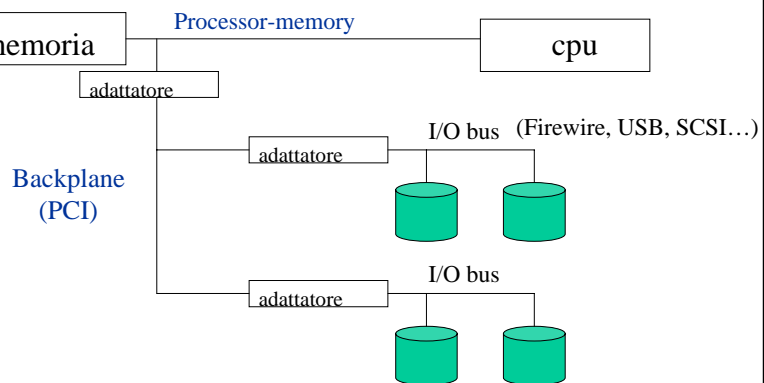 Processor-memory
memoria
cpu
adattatore
I/O bus (Firewire, USB, SCSI…)
adattatore
Backplane
(PCI)
I/O bus
adattatore